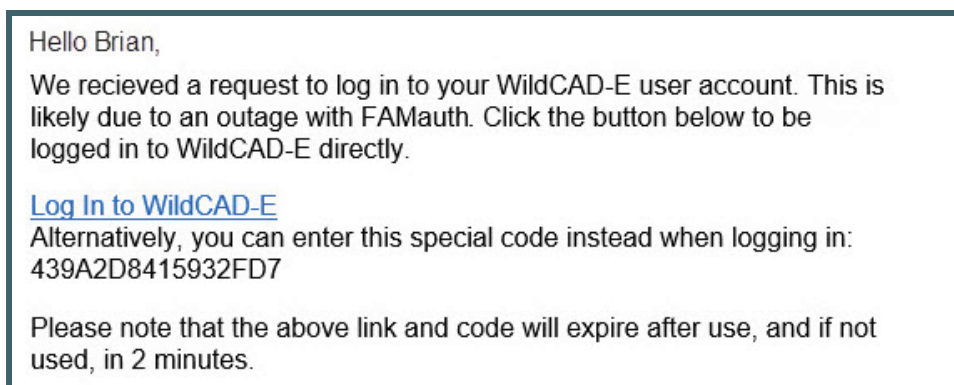 Hello Brian,
We recieved a request to log in to your WildCAD-E user account. This is
likely due to an outage with FAMauth. Click the button below to be
logged in to WildCAD-E directly.
Log In to WildCAD-E
Alternatively, you can enter this special code instead when logging in:
439A2D8415932FD7
Please note that the above link and code will expire after use, and if not
used, in 2 minutes.